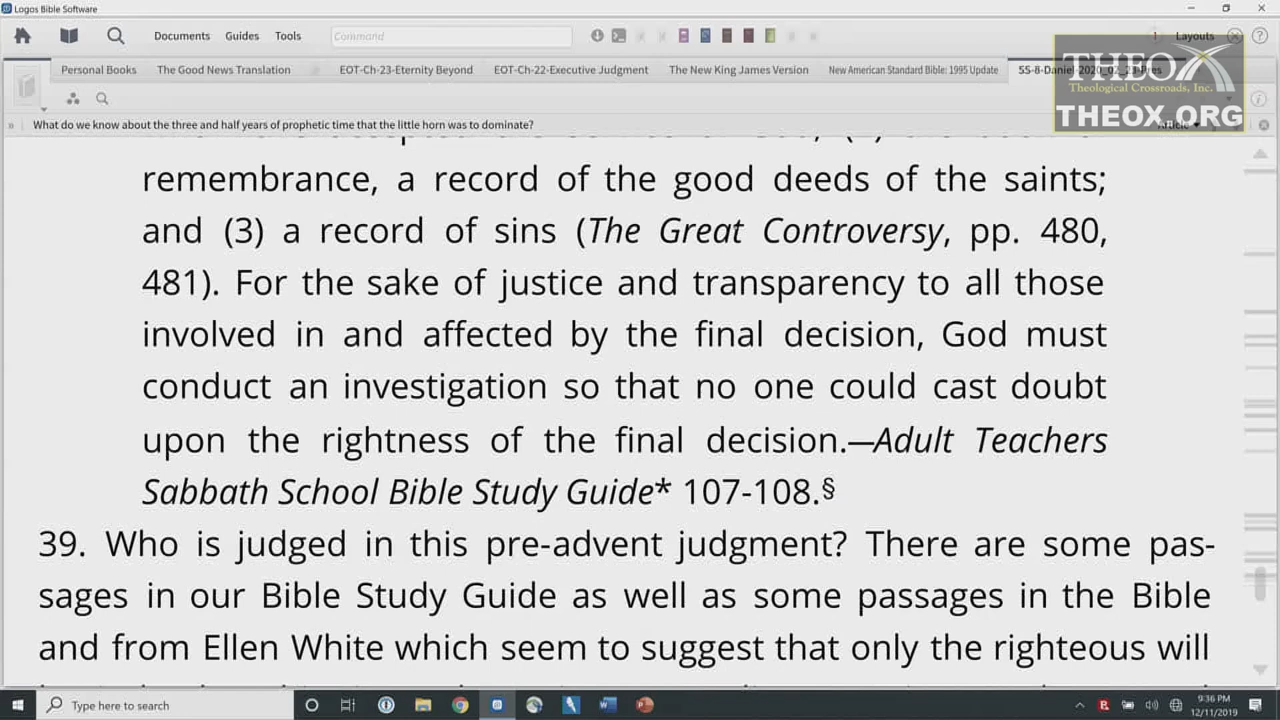 Logos Bible Software
Documents Guides Tools Command Layouts
Personal Books The Good News Translation EOT-Ch-23-Eternity Beyond EOT-Ch-22-Executive Judgment The New King James Version New American Standard Bible: 1995 Update SS-8-Daniel-2020_02_23-Pres
THEOX
Theological Crossroads, Inc.
THEOX.ORG
» What do we know about the three and half years of prophetic time that the little horn was to dominate? Article
remembrance, a record of the good deeds of the saints;
and (3) a record of sins (The Great Controversy, pp. 480,
481). For the sake of justice and transparency to all those
involved in and affected by the final decision, God must
conduct an investigation so that no one could cast doubt
upon the rightness of the final decision.—Adult Teachers
Sabbath School Bible Study Guide* 107-108.§
39. Who is judged in this pre-advent judgment? There are some pas-
sages in our Bible Study Guide as well as some passages in the Bible
and from Ellen White which seem to suggest that only the righteous will
Type here to search
9:36 PM
12/11/2019